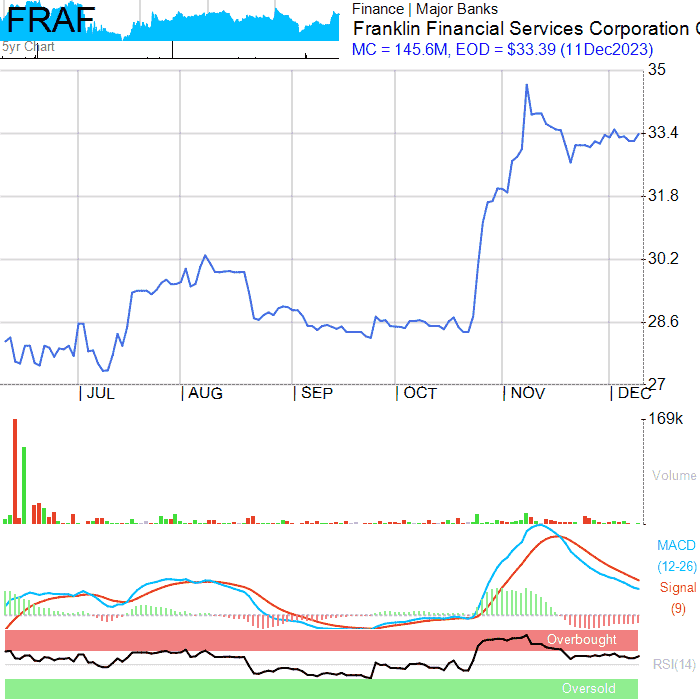 FRAF
5yr Chart
Finance | Major Banks
Franklin Financial Services Corporation
MC = 145.6M, EOD = $33.39 (11Dec2023)
35
33.4
31.8
30.2
28.6
27
| JUL | AUG | SEP | OCT | NOV | DEC
169k
Volume
MACD
(12-26)
Signal
(9)
Overbought
RSI(14)
Oversold